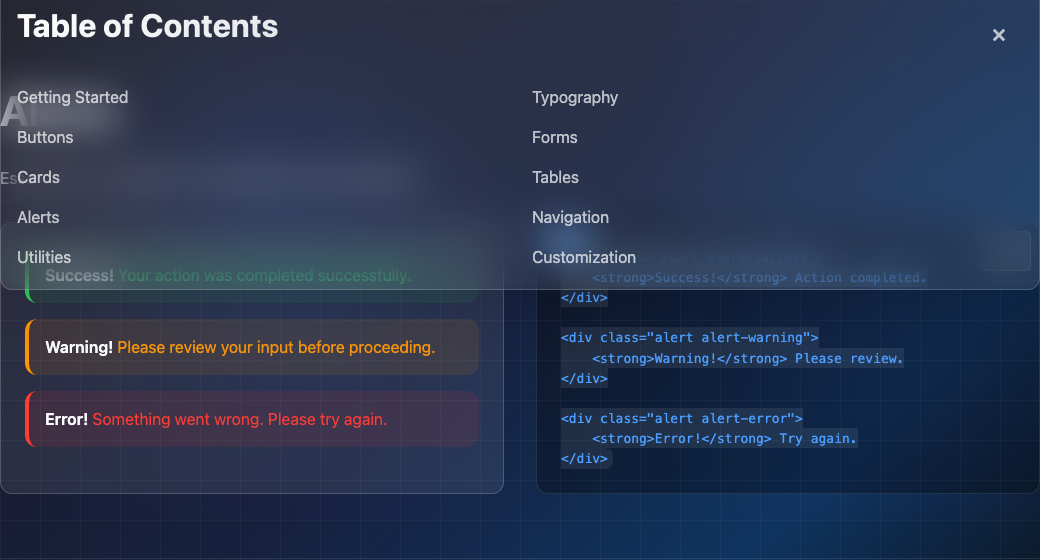 Table of Contents
×
Getting Started
Typography
Buttons
Forms
Cards
Tables
Alerts
Navigation
Utilities
Customization
Success! Your action was completed successfully.
Warning! Please review your input before proceeding.
Error! Something went wrong. Please try again.
<strong>Success!</strong> Action completed.
</div>
<div class="alert alert-warning">
<strong>Warning!</strong> Please review.
</div>
<div class="alert alert-error">
<strong>Error!</strong> Try again.
</div>